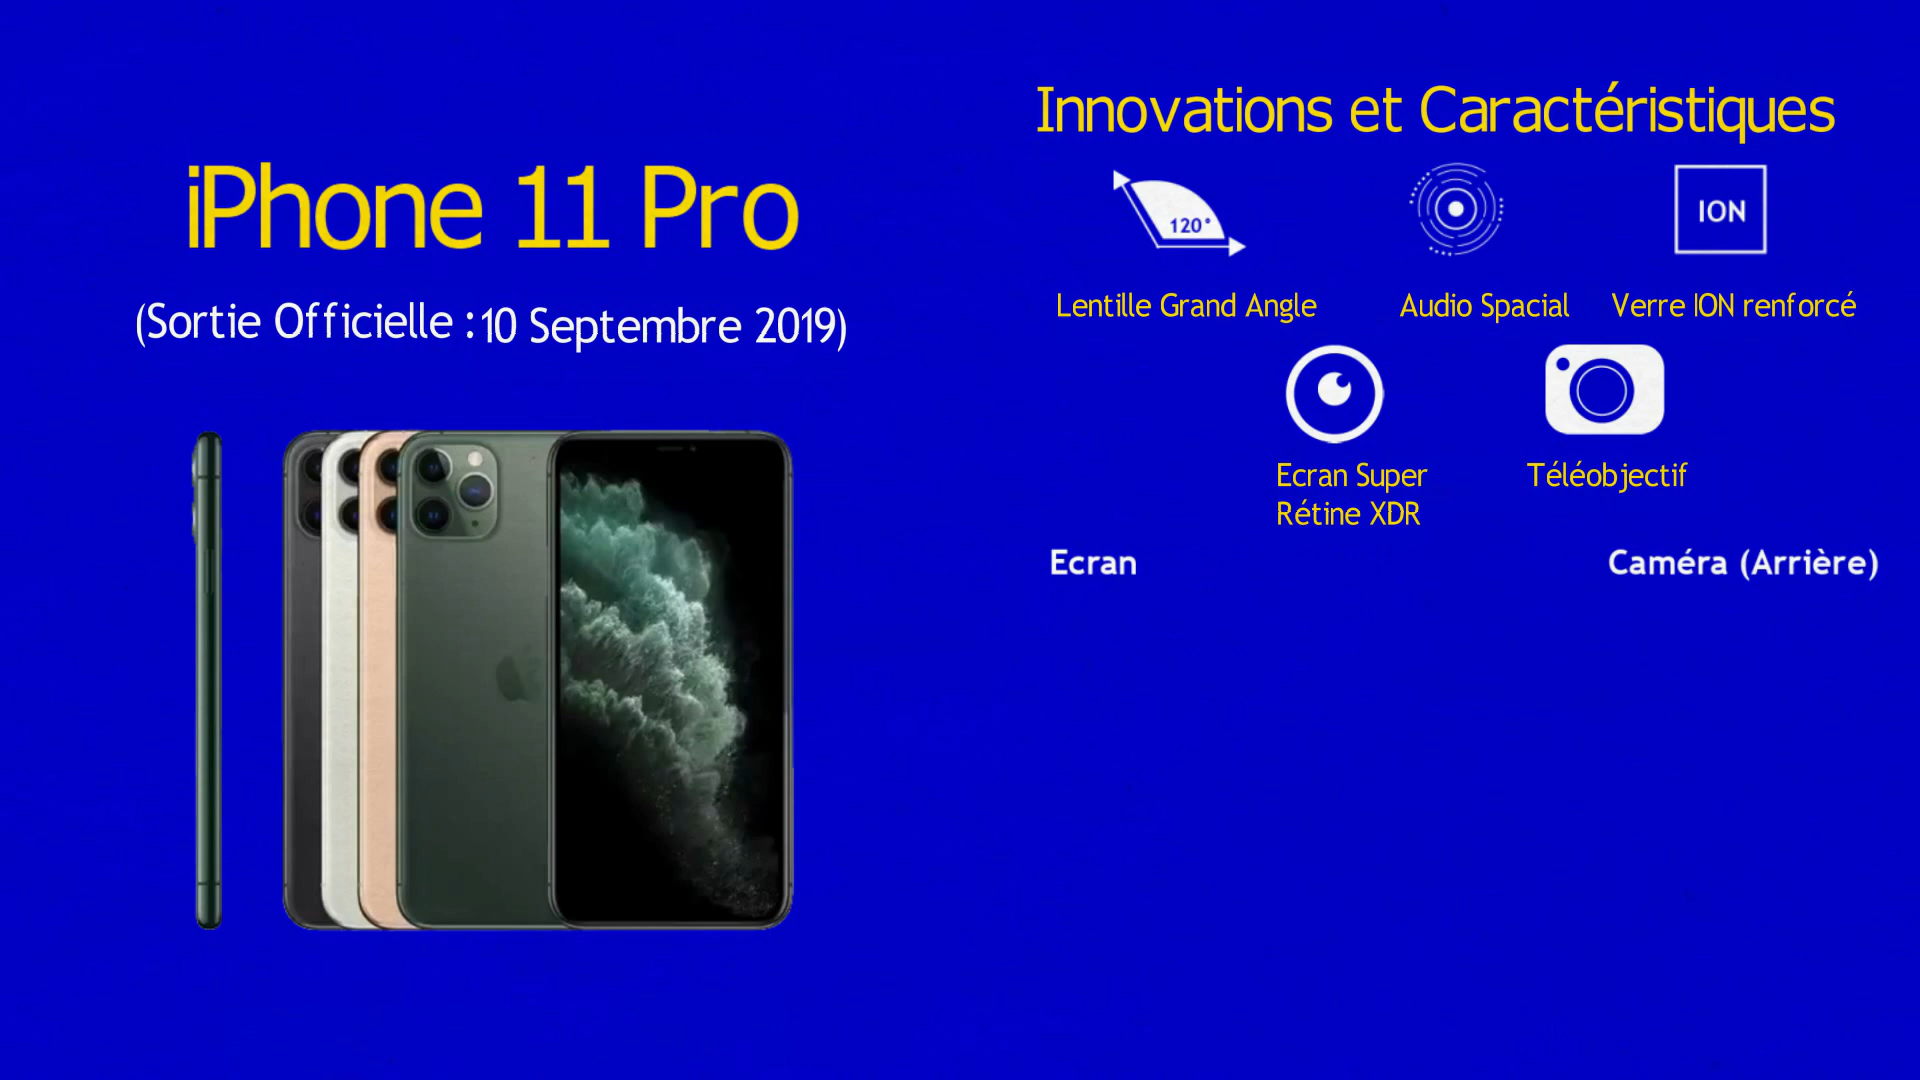 iPhone 11 Pro
(Sortie Officielle : 10 Septembre 2019)
Innovations et Caractéristiques
120°
ION
Lentille Grand Angle
Audio Spacial
Verre ION renforcé
Ecran Super
Rétine XDR
Téléobjectif
Ecran
Caméra (Arrière)